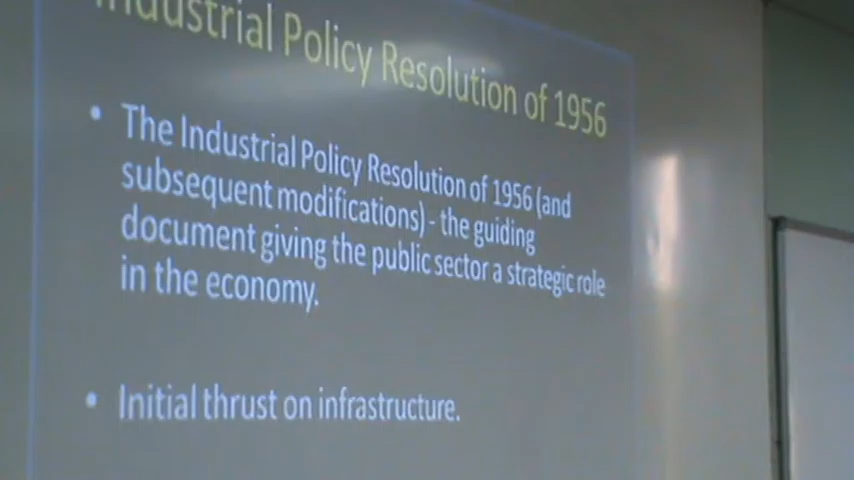 Industrial Policy Resolution of 1956
• The Industrial Policy Resolution of 1956 (and
subsequent modifications) - the guiding
document giving the public sector a strategic role
in the economy.
• Initial thrust on infrastructure.